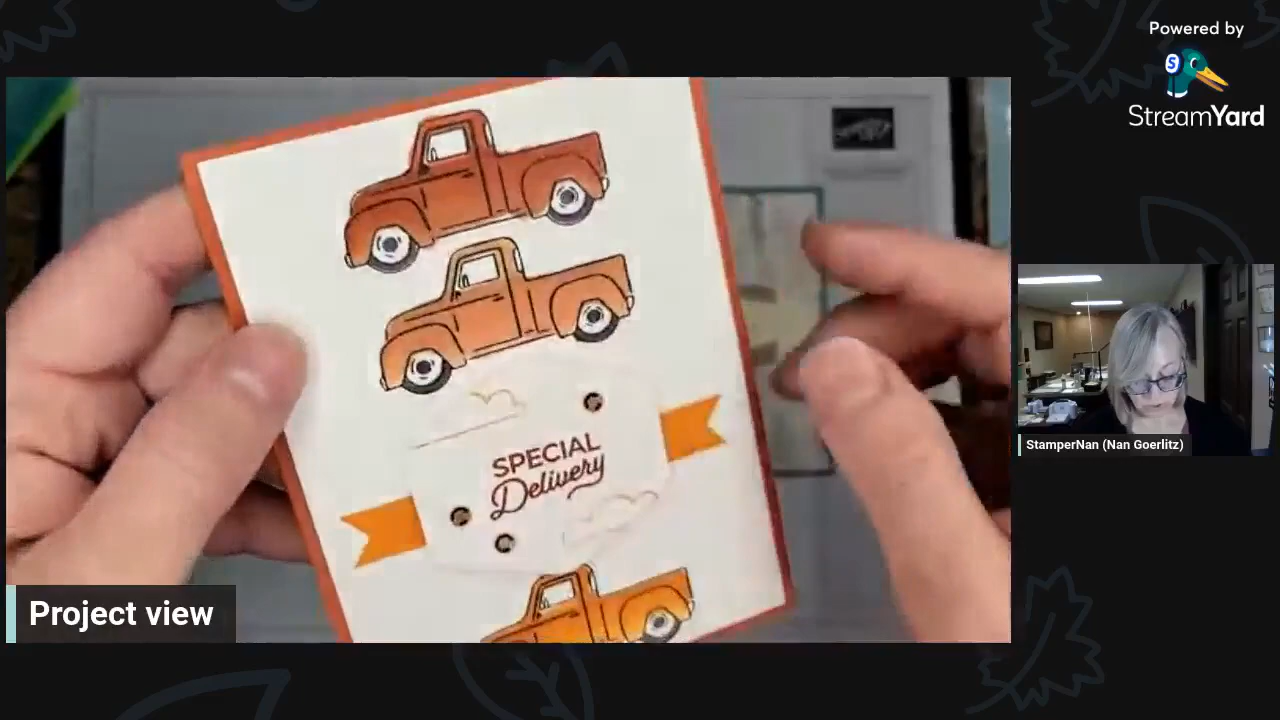 Powered by
S
StreamYard
SPECIAL
Delivery
StamperNan (Nan Goerlitz)
Project view